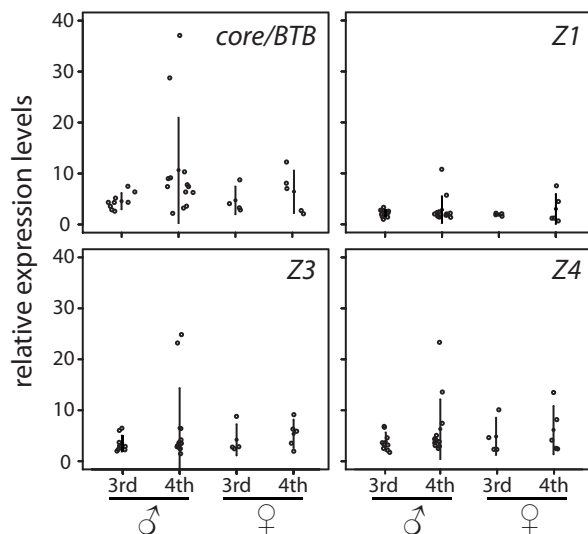 relative expression levels
core/BTB
40
30
20
10
0
Z1
Z3
40
30
20
10
0
Z4
3rd 4th 3rd 4th 3rd 4th 3rd 4th
♂ ♀ ♂ ♀